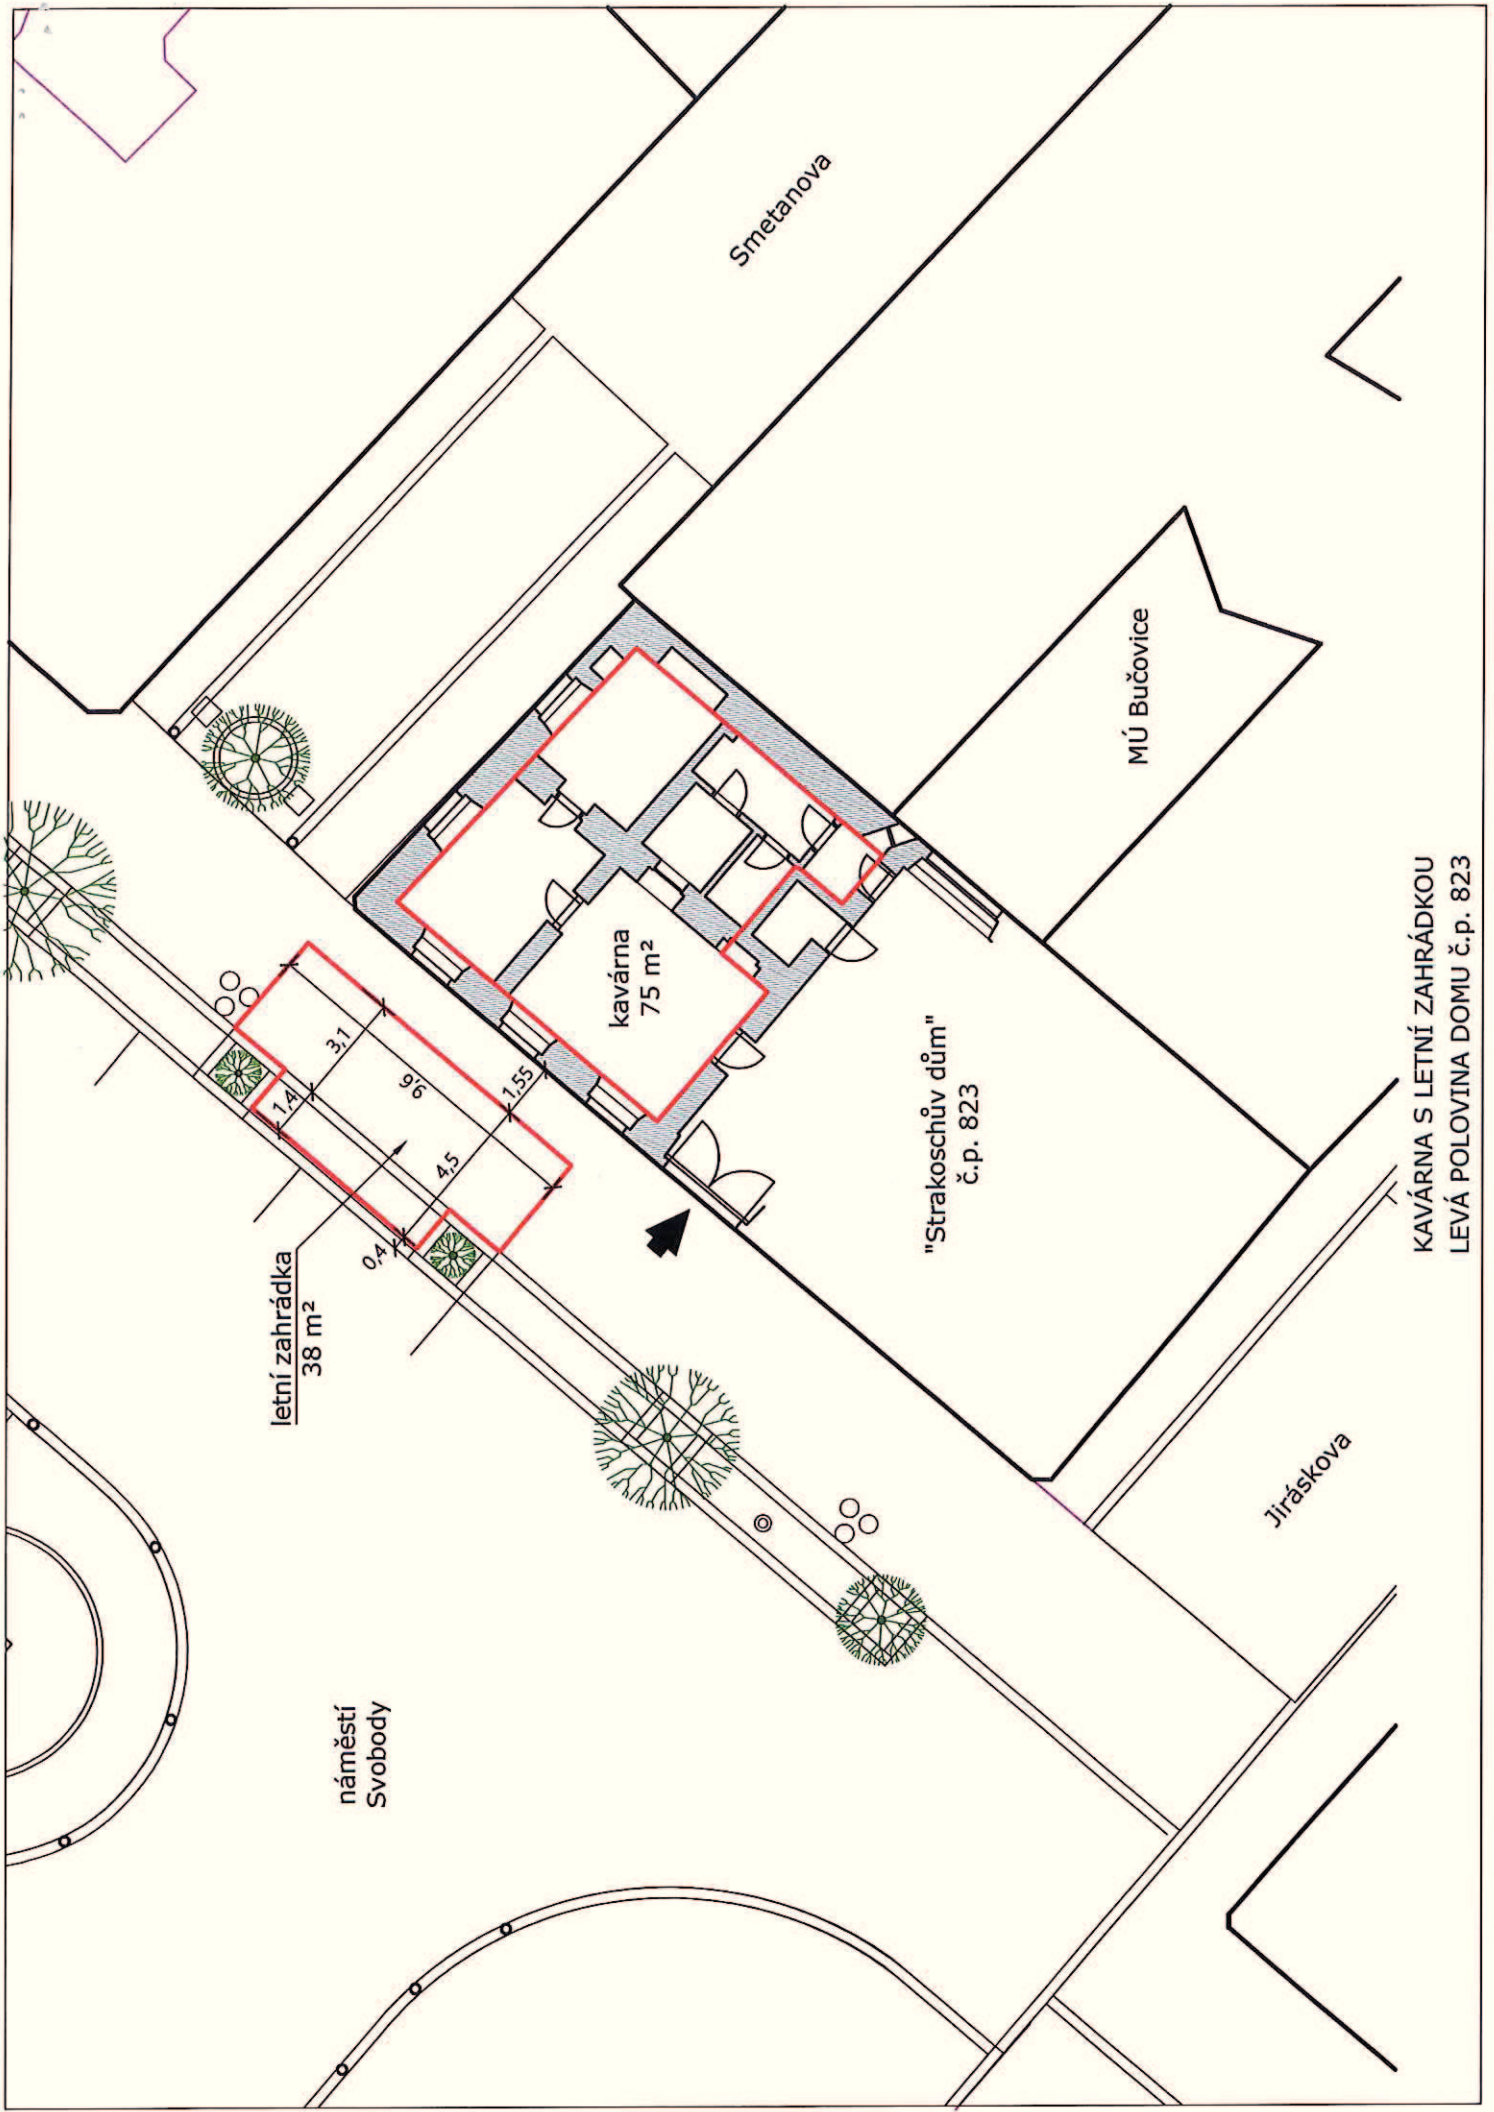 Smetanova
MÚ Bučovice
kavárna
75 m²
3,1
9,6
1,4
1,55
4,5
0,4
letní zahrádka
38 m²
"Strakoschův dům"
č.p. 823
náměstí
Svobody
Jiráskova
KAVÁRNA S LETNÍ ZAHRÁDKOU
LEVÁ POLOVINA DOMU č.p. 823